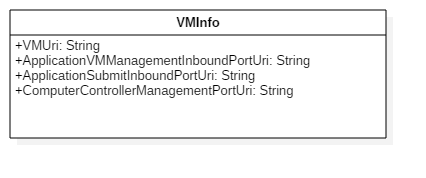 VMInfo
+VMUri: String
+ApplicationVMManagementInboundPortUri: String
+ApplicationSubmitInboundPortUri: String
+ComputerControllerManagementPortUri: String